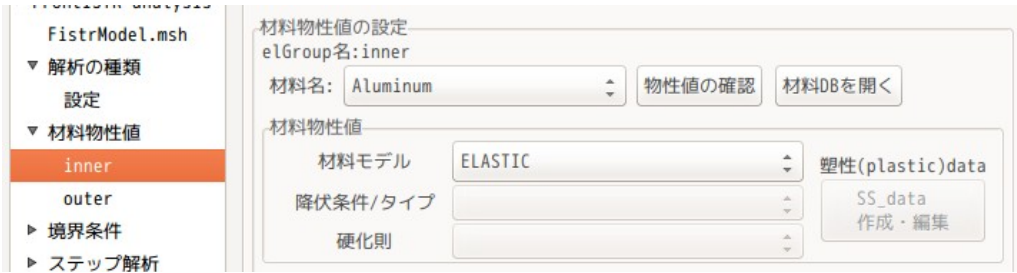 FistrModel.msh
▼ 解析の種類
設定
▼ 材料物性値
inner
outer
▶ 境界条件
▶ ステップ解析
材料物性値の設定
elGroup名:inner
材料名: Aluminum 物性値の確認 材料DBを開く
材料物性値
材料モデル ELASTIC 塑性(plastic)data
降伏条件/タイプ SS_data
作成・編集
硬化則